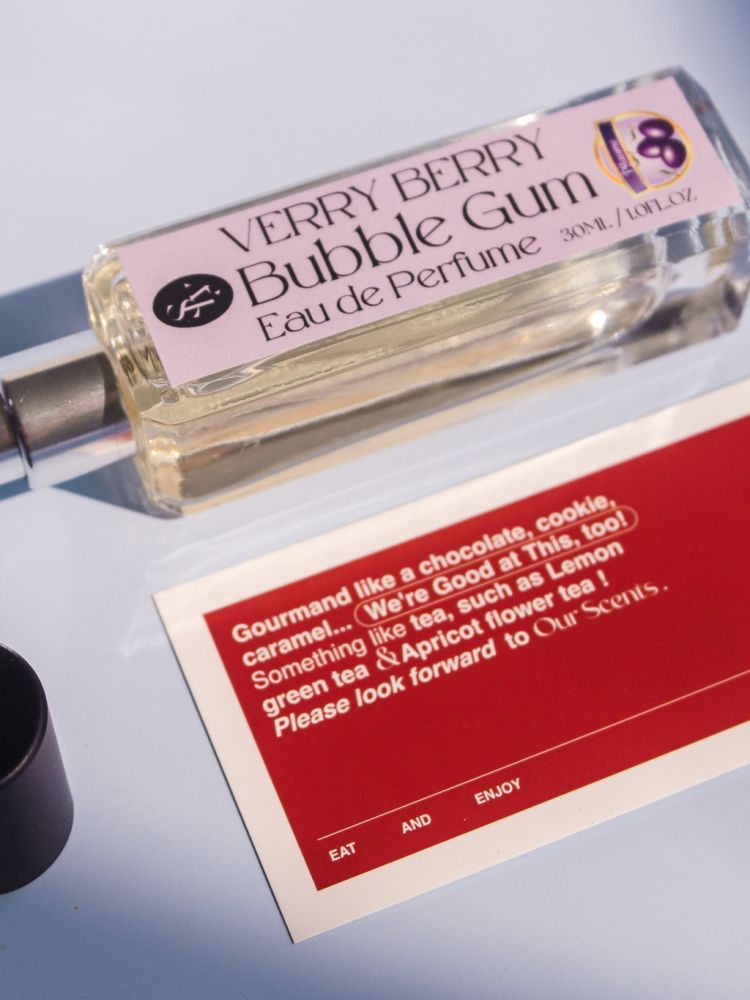 VERRY BERRY
Bubble Gum
Eau de Perfume
30ML / 1.0FL.OZ
Gourmand like a chocolate, cookie,
caramel... We're Good at This, too!
Something like tea, such as Lemon
green tea & Apricot flower tea !
Please look forward to Our Scents.
EAT AND ENJOY